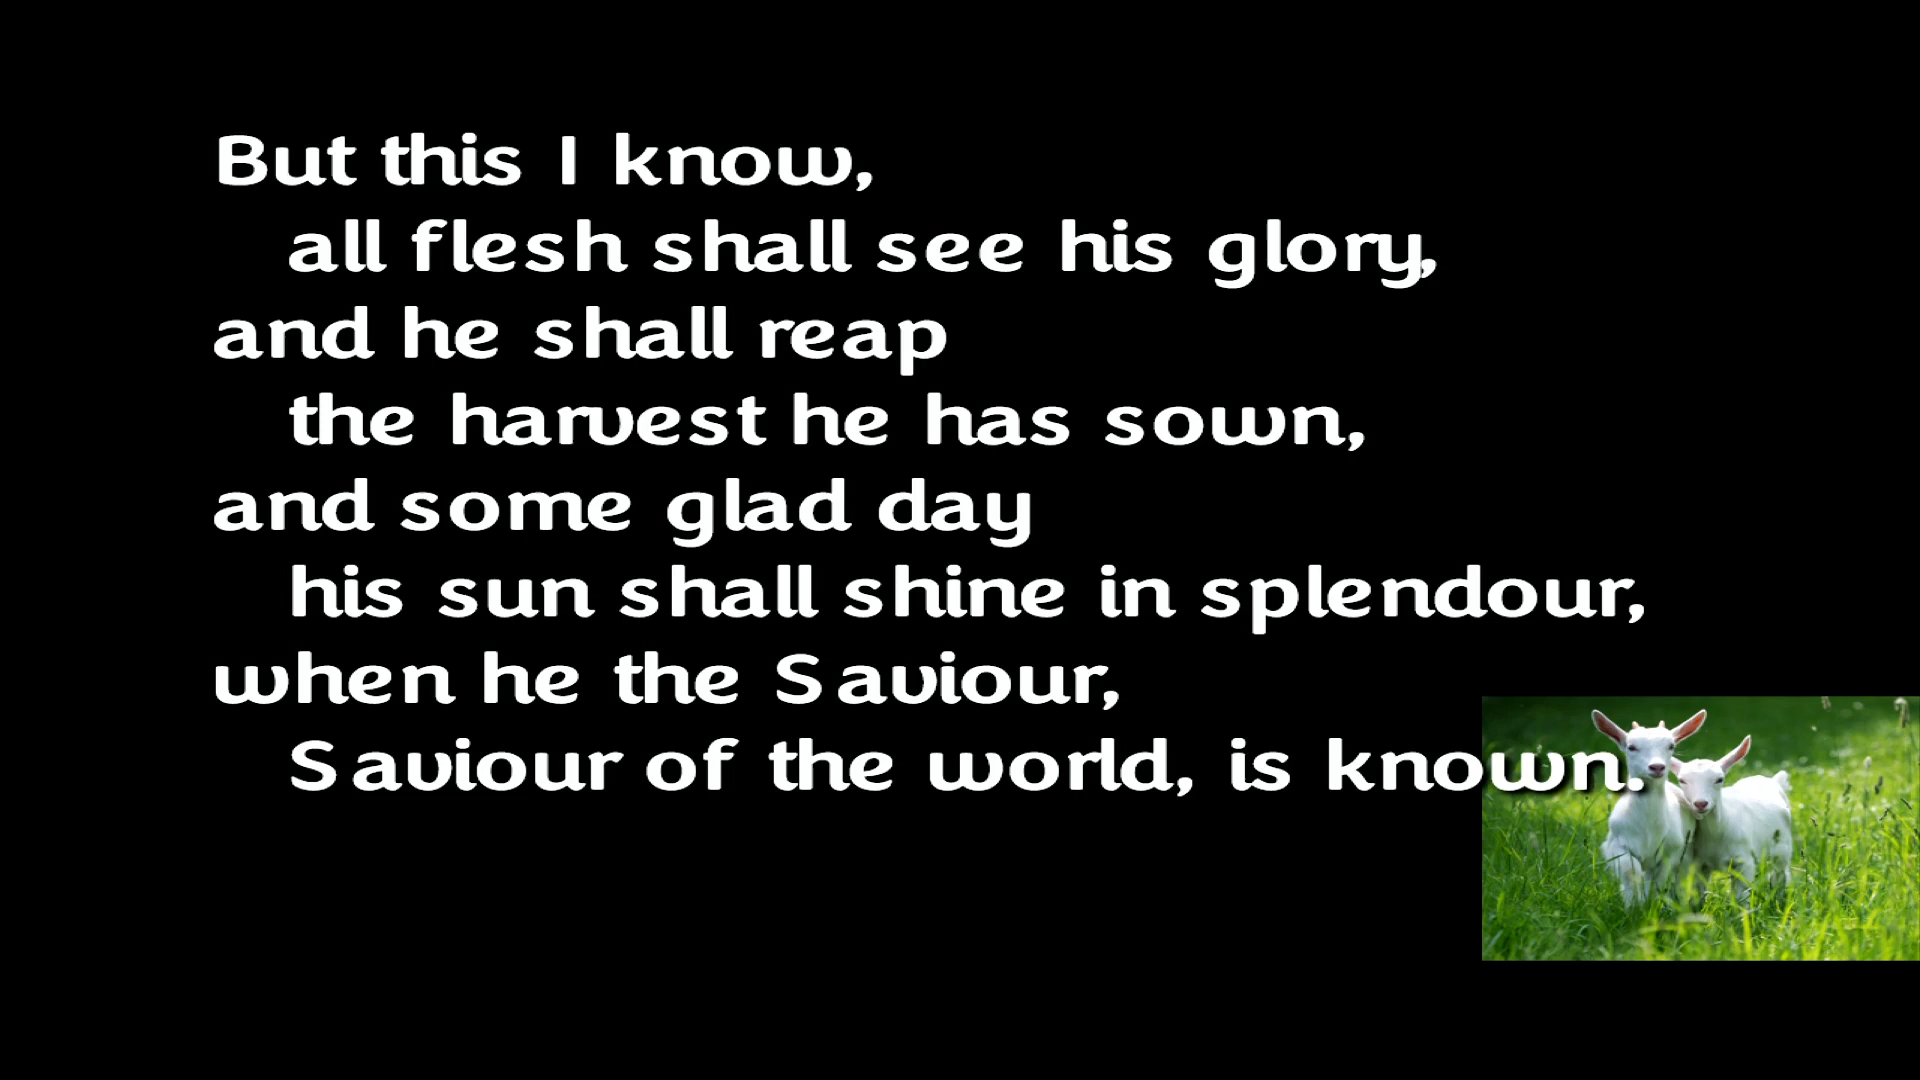 But this I know,
all flesh shall see his glory,
and he shall reap
the harvest he has sown,
and some glad day
his sun shall shine in splendour,
when he the Saviour,
Saviour of the world, is known.